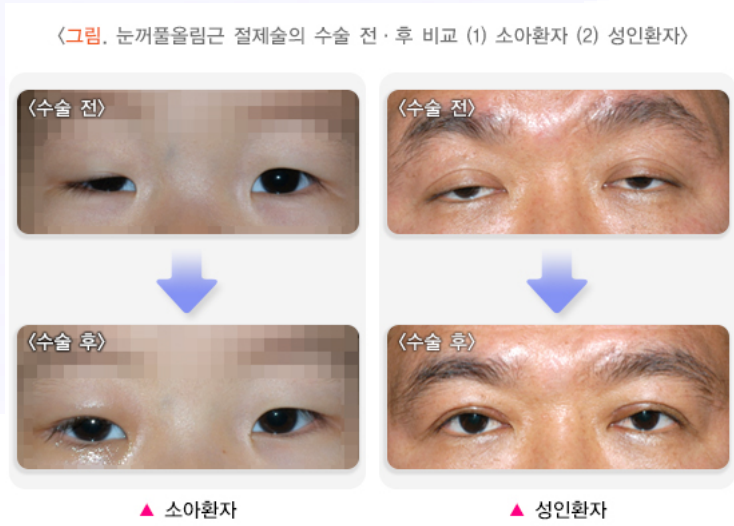 <그림. 눈꺼풀올림근 절제술의 수술 전 · 후 비교 (1) 소아환자 (2) 성인환자>
<수술 전>
<수술 전>
<수술 후>
<수술 후>
▲ 소아환자
▲ 성인환자